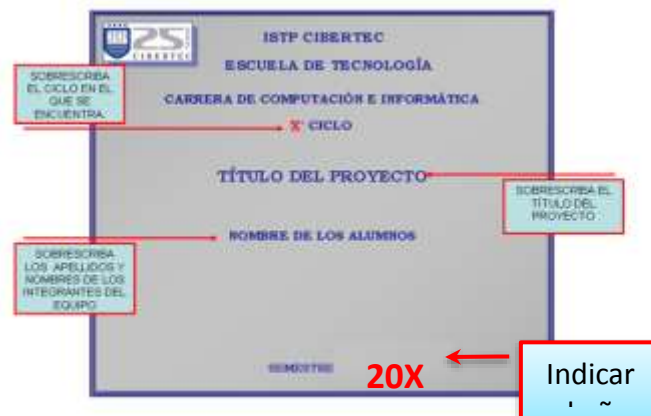 25
CIBERTEC
ISTP CIBERTEC
ESCUELA DE TECNOLOGÍA
CARRERA DE COMPUTACIÓN E INFORMÁTICA
X° CICLO
TÍTULO DEL PROYECTO
NOMBRE DE LOS ALUMNOS
SEMESTRE
20X
SOBRESCRIBA
EL CICLO EN EL
QUE SE
ENCUENTRA.
SOBRESCRIBA EL
TÍTULO DEL
PROYECTO
SOBRESCRIBA
LOS APELLIDOS Y
NOMBRES DE LOS
INTEGRANTES DEL
EQUIPO
Indicar